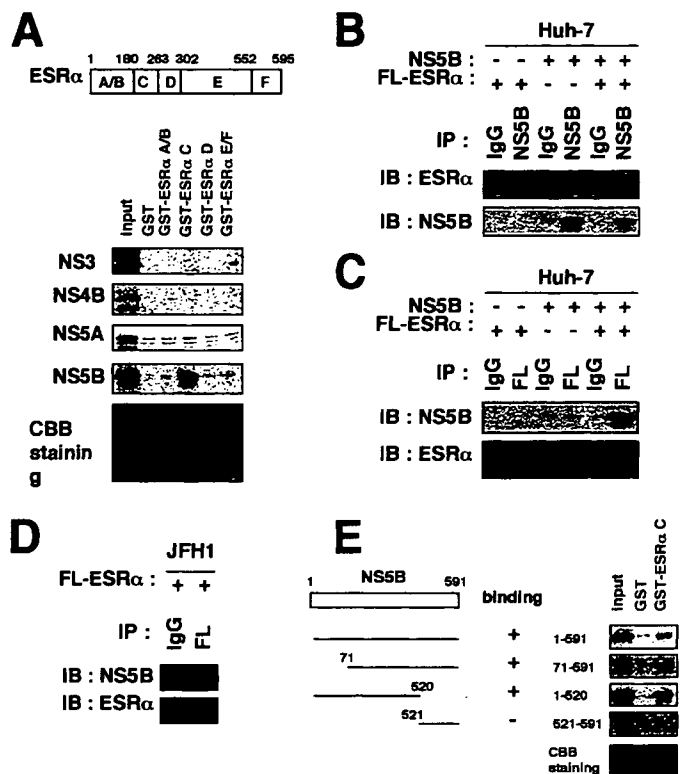 A
1 180 263 302 552 595
ESRα A/B C D E F
input
GST
GST-ESRα A/B
GST-ESRα C
GST-ESRα D
GST-ESRα E/F
NS3
NS4B
NS5A
NS5B
CBB
stainin
g
B
Huh-7
NS5B : - - + + + +
FL-ESRα : + + - - + +
IP : IgG NS5B IgG NS5B IgG NS5B
IB : ESRα
IB : NS5B
C
Huh-7
NS5B : - - + + + +
FL-ESRα : + + - - + +
IP : IgG FL IgG FL IgG FL
IB : NS5B
IB : ESRα
D
JFH1
FL-ESRα : + +
IP : IgG FL
IB : NS5B
IB : ESRα
E
1 NS5B 591
binding
input
GST
GST-ESRα C
+ 1-591
71 + 71-591
520 + 1-520
521 - 521-591
CBB
staining